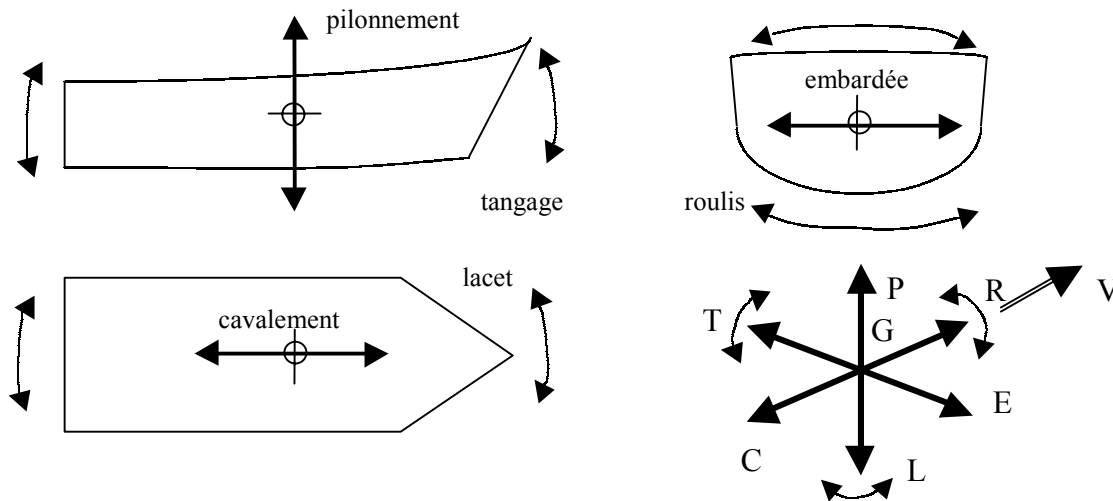 pilonnement
embardée
tangage
roulis
lacet
cavalement
P
R
V
T
G
E
C
L